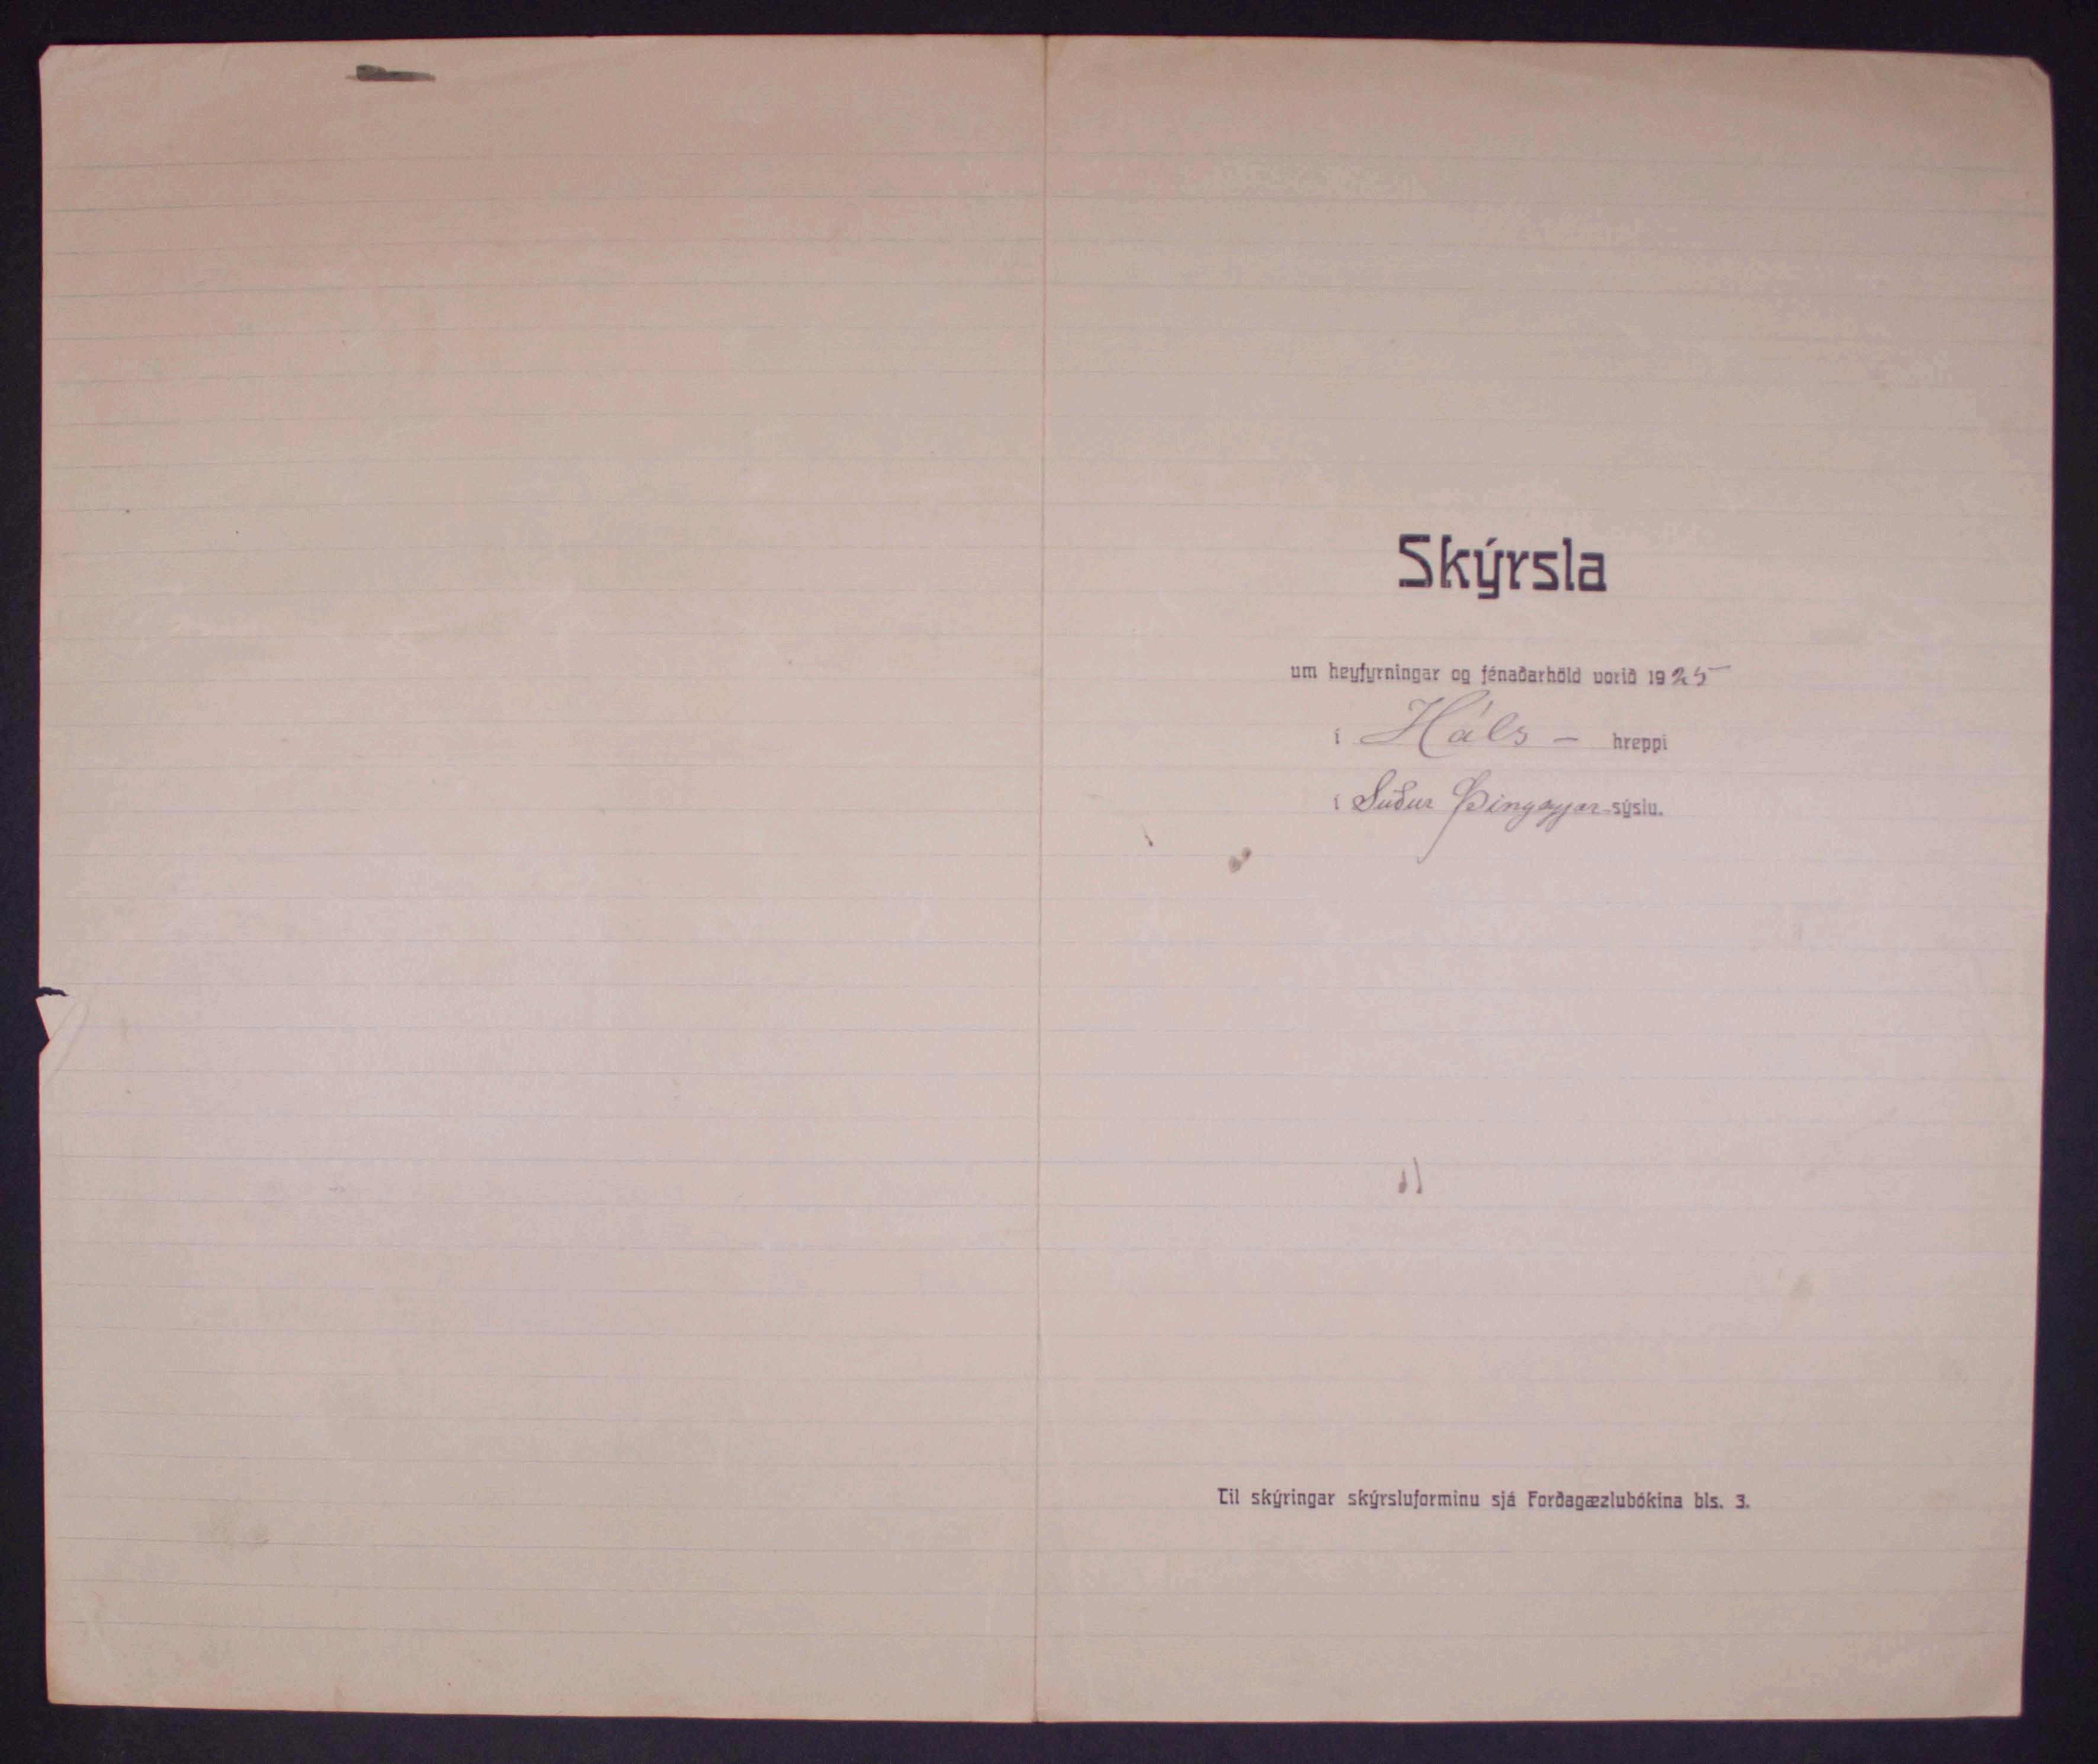 Skýrsla
um heyfyrningar og fénaðarhöld vorið 1925
í Háls - hreppi
í Suður Þingeyjar-sýslu.
Til skýringar skýrsluforminu sjá Forðagæzlubókina bls. 3.